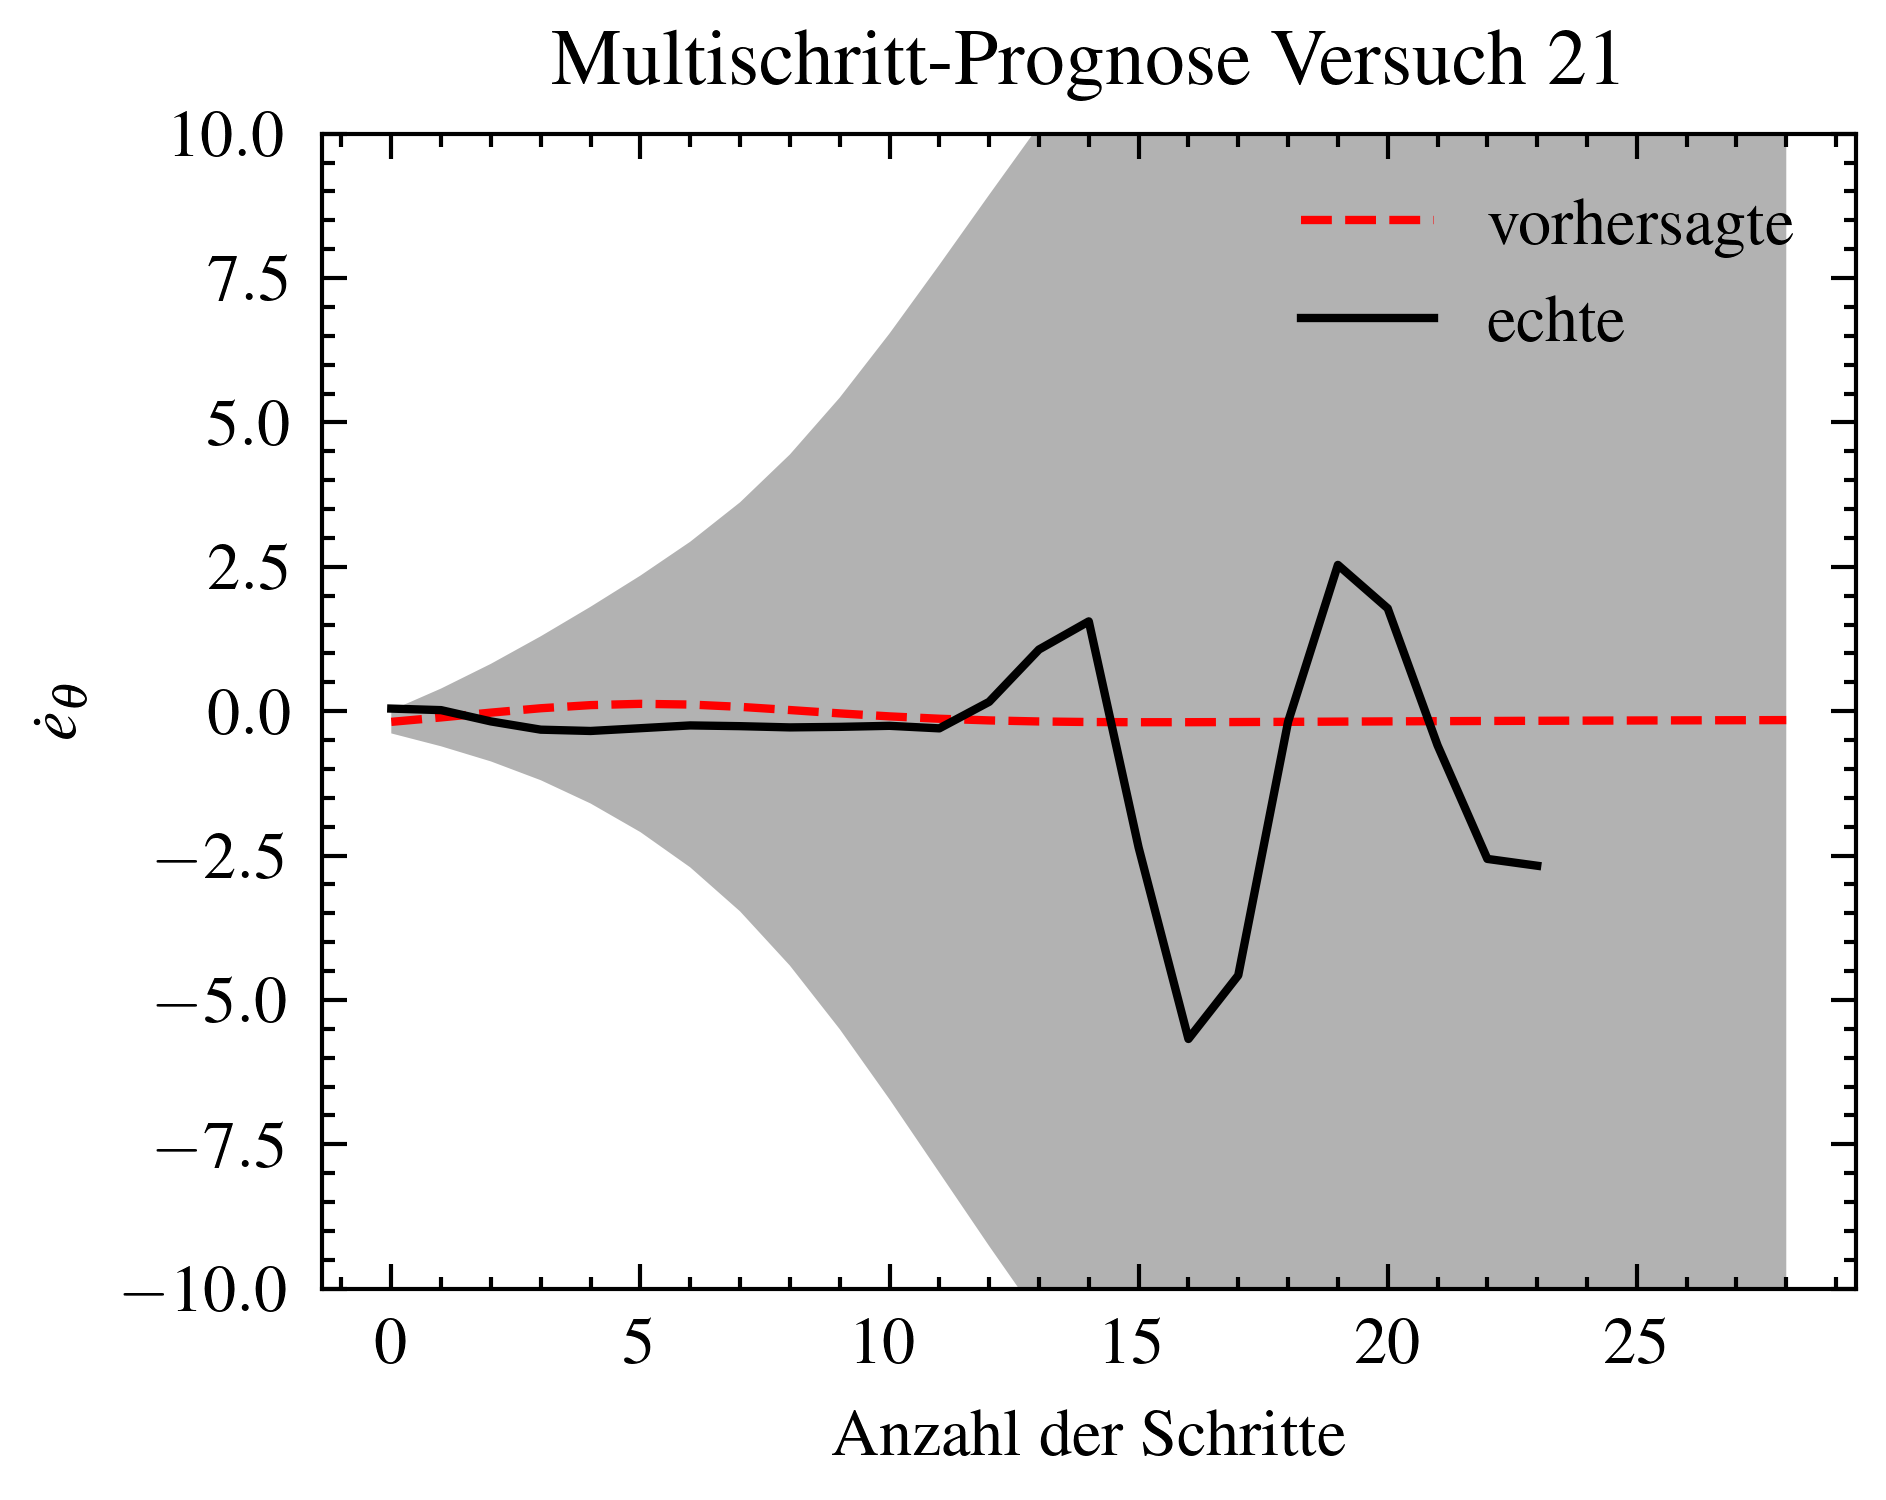 Multischritt-Prognose Versuch 21
10.0
7.5
5.0
2.5
0.0
−2.5
−5.0
−7.5
−10.0
ėθ
vorhersagte
echte
0 5 10 15 20 25
Anzahl der Schritte